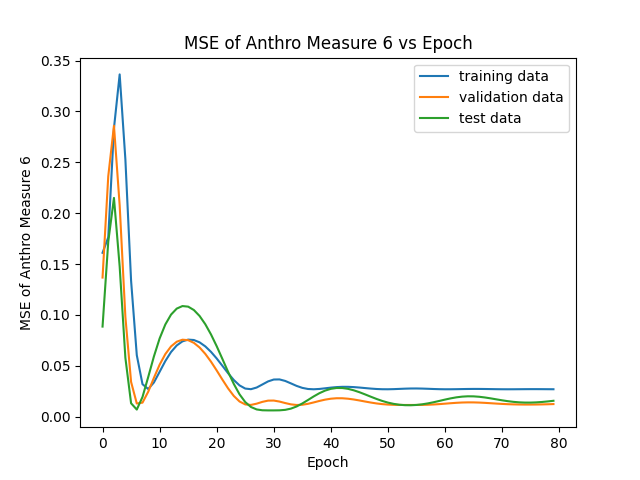 MSE of Anthro Measure 6 vs Epoch
training data
validation data
test data
MSE of Anthro Measure 6
0.35
0.30
0.25
0.20
0.15
0.10
0.05
0.00
0 10 20 30 40 50 60 70 80
Epoch